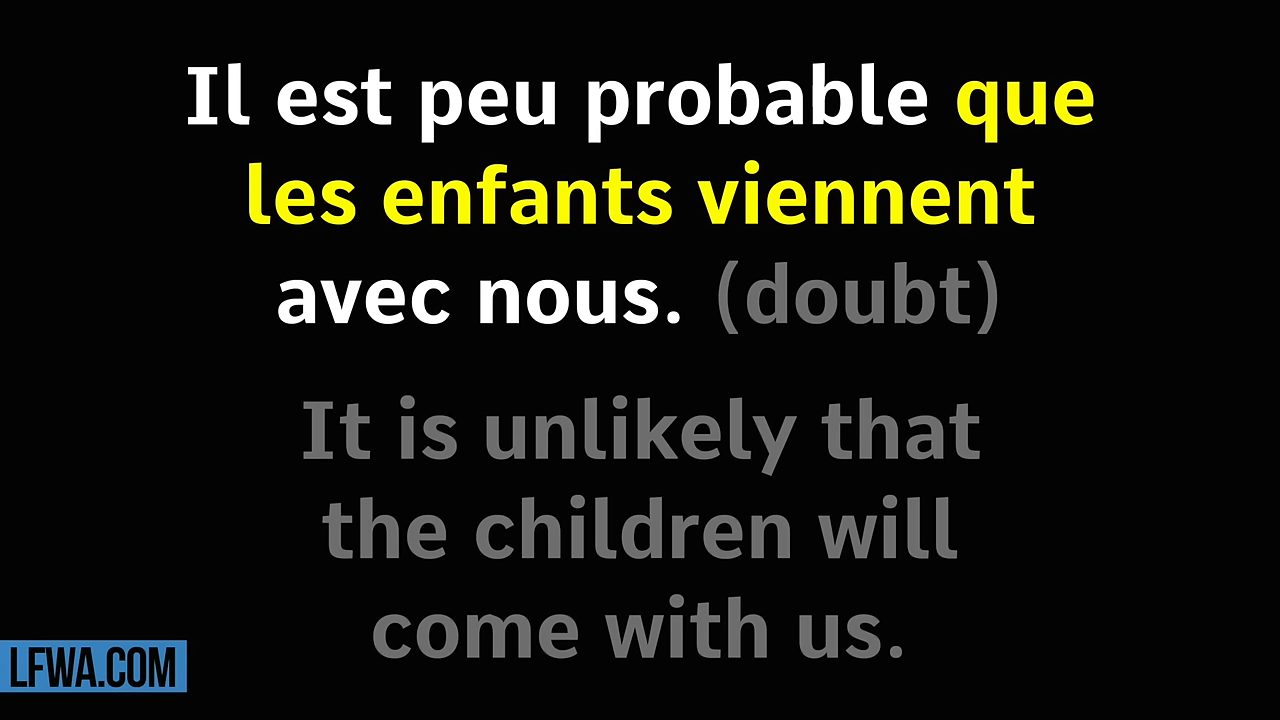 Il est peu probable que
les enfants viennent
avec nous. (doubt)
It is unlikely that
the children will
come with us.
LFWA.COM